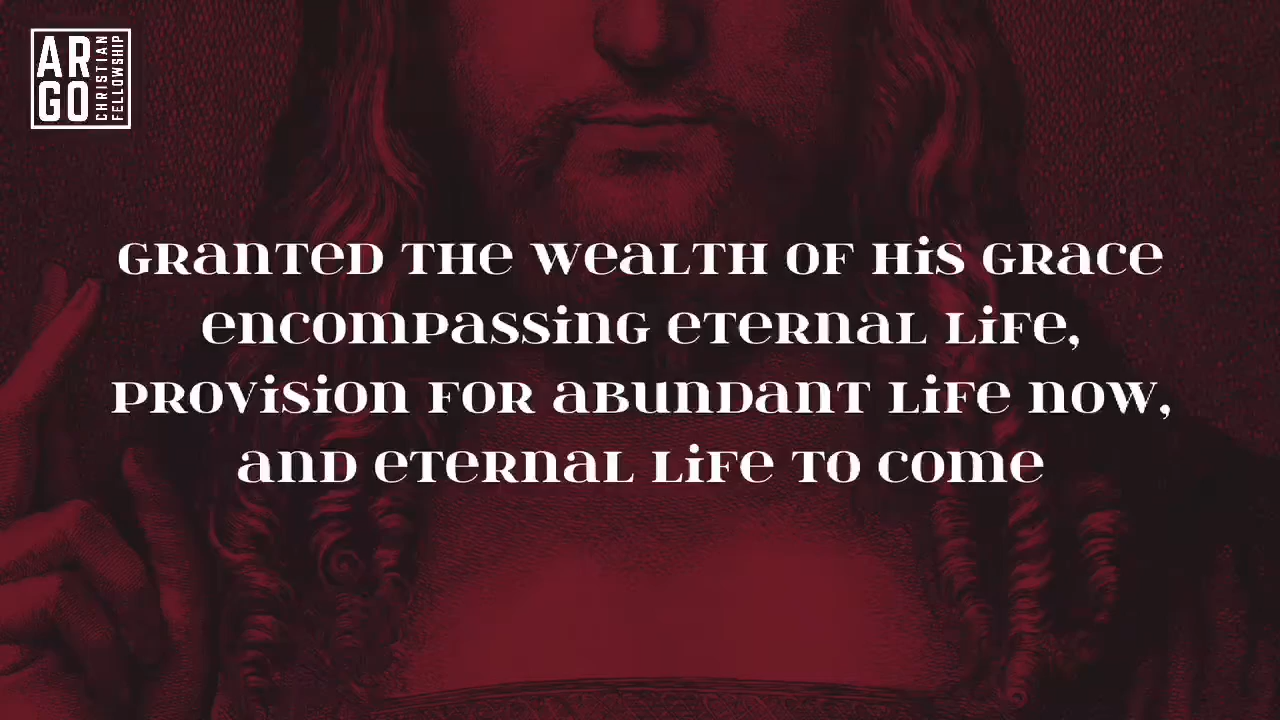 AR
GO
CHRISTIAN
FELLOWSHIP
GRANTED THE WEALTH OF HIS GRACE
ENCOMPASSING ETERNAL LIFE,
PROVISION FOR ABUNDANT LIFE NOW,
AND ETERNAL LIFE TO COME